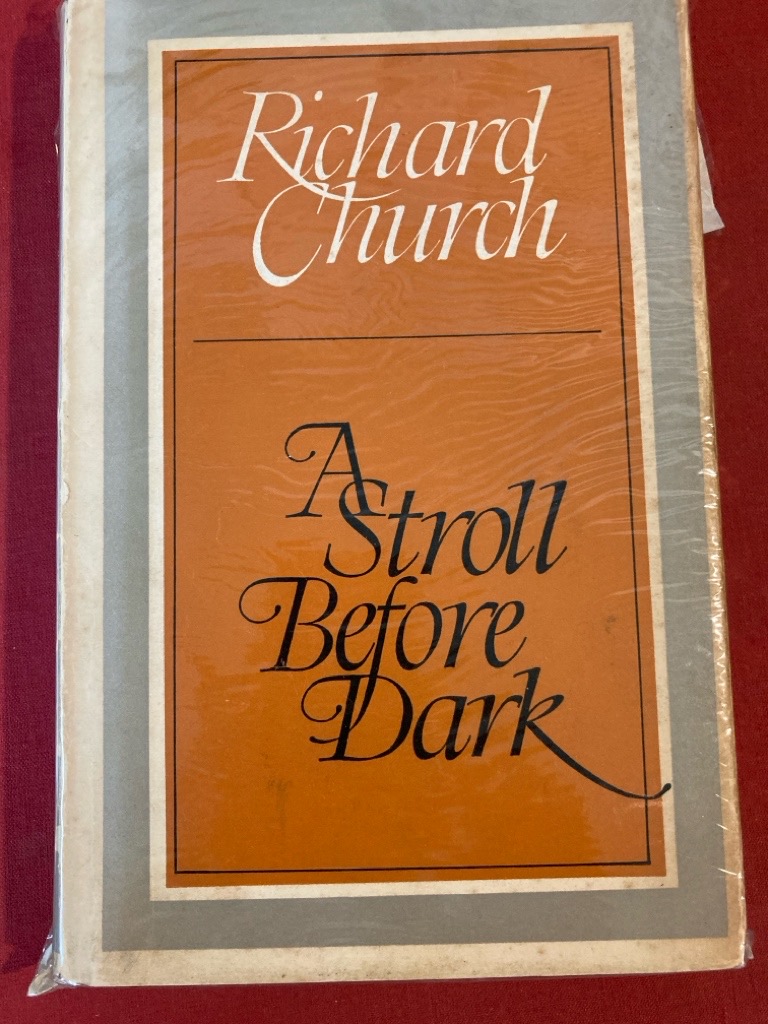 Richard
Church
A
Stroll
Before
Dark